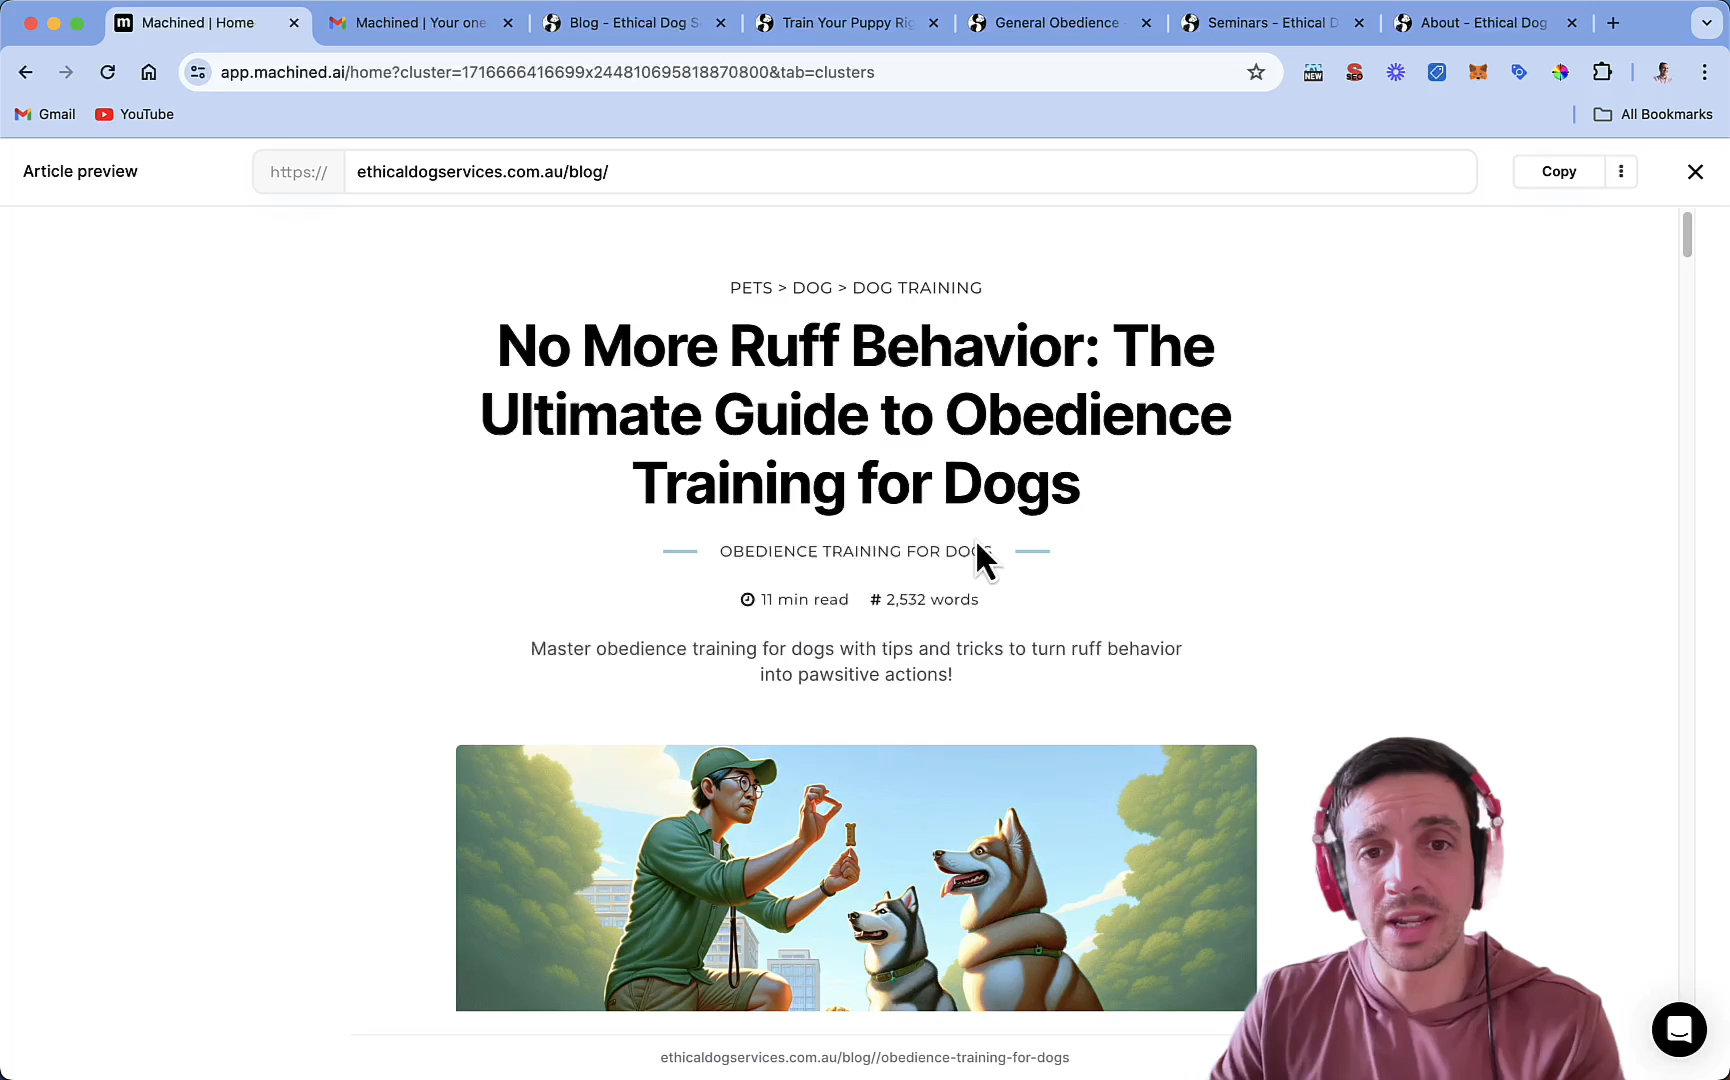 Machined | Home
Machined | Your one
Blog - Ethical Dog S
Train Your Puppy Rig
General Obedience
Seminars - Ethical D
About - Ethical Dog
app.machined.ai/home?cluster=1716666416699x244810695818870800&tab=clusters
NEW
SEO
Gmail
YouTube
All Bookmarks
Article preview
https://
ethicaldogservices.com.au/blog/
Copy
PETS > DOG > DOG TRAINING
No More Ruff Behavior: The
Ultimate Guide to Obedience
Training for Dogs
OBEDIENCE TRAINING FOR DOGS
11 min read # 2,532 words
Master obedience training for dogs with tips and tricks to turn ruff behavior
into pawsitive actions!
ethicaldogservices.com.au/blog//obedience-training-for-dogs